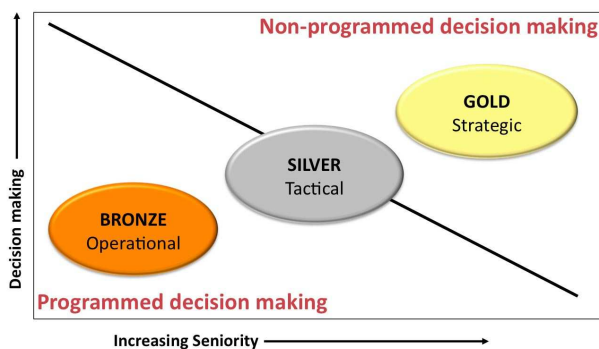 Non-programmed decision making
GOLD
Strategic
SILVER
Tactical
BRONZE
Operational
Programmed decision making
Decision making
Increasing Seniority